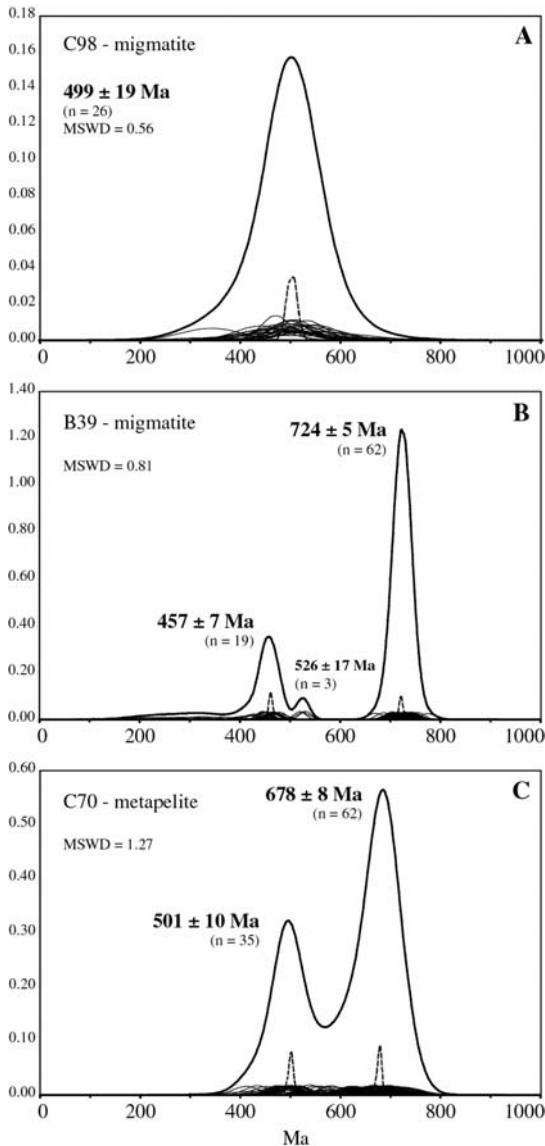 0.18
C98 - migmatite
A
0.16
499 ± 19 Ma
(n = 26)
MSWD = 0.56
0.14
0.12
0.10
0.08
0.06
0.04
0.02
0.00
0 200 400 600 800 1000
1.40
B39 - migmatite
B
724 ± 5 Ma
(n = 62)
1.20
MSWD = 0.81
1.00
0.80
0.60
457 ± 7 Ma
(n = 19)
0.40
526 ± 17 Ma
(n = 3)
0.20
0.00
0 200 400 600 800 1000
0.60
C70 - metapelite
678 ± 8 Ma
(n = 62)
C
0.50
MSWD = 1.27
0.40
501 ± 10 Ma
(n = 35)
0.30
0.20
0.10
0.00
0 200 400 600 800 1000
Ma